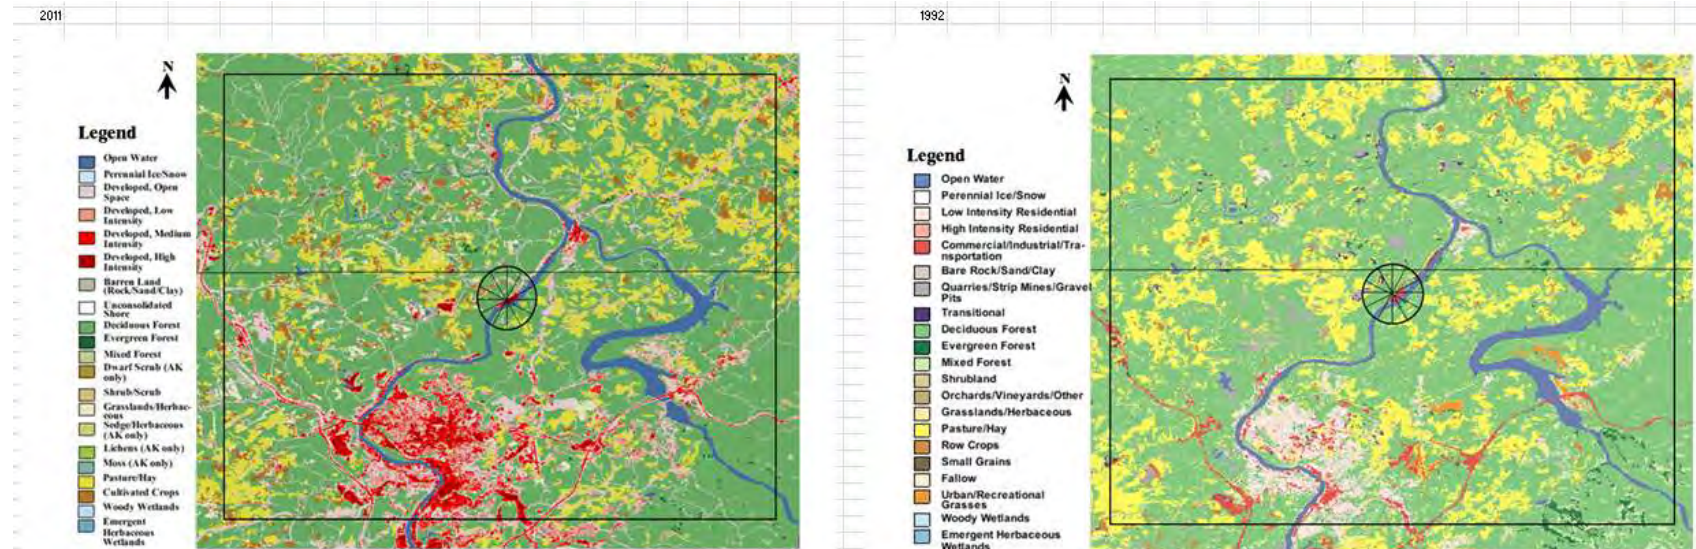 2011
N
Legend
Open Water
Perennial Ice/Snow
Developed, Open
Space
Developed, Low
Intensity
Developed, Medium
Intensity
Developed, High
Intensity
Barren Land
(Rock/Sand/Clay)
Unconsolidated
Shore
Deciduous Forest
Evergreen Forest
Mixed Forest
Dwarf Scrub (AK
only)
Shrub/Scrub
Grasslands/Herbac-
eous
Sedge/Herbaceous
(AK only)
Lichens (AK only)
Moss (AK only)
Pasture/Hay
Cultivated Crops
Woody Wetlands
Emergent
Herbaceous
Wetlands
1992
N
Legend
Open Water
Perennial Ice/Snow
Low Intensity Residential
High Intensity Residential
Commercial/Industrial/Tra-
nsportation
Bare Rock/Sand/Clay
Quarries/Strip Mines/Gravel
Pits
Transitional
Deciduous Forest
Evergreen Forest
Mixed Forest
Shrubland
Orchards/Vineyards/Other
Grasslands/Herbaceous
Pasture/Hay
Row Crops
Small Grains
Fallow
Urban/Recreational
Grasses
Woody Wetlands
Emergent Herbaceous
Wetlands